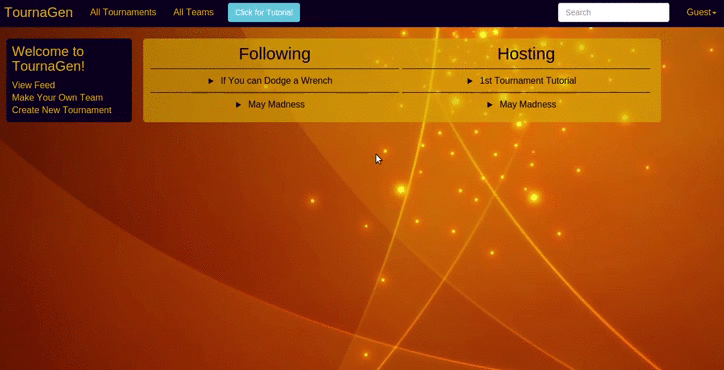 TournaGen All Tournaments All Teams Click for Tutorial Search Guest
Welcome to
TournaGen!
View Feed
Make Your Own Team
Create New Tournament
Following Hosting
If You can Dodge a Wrench 1st Tournament Tutorial
May Madness May Madness